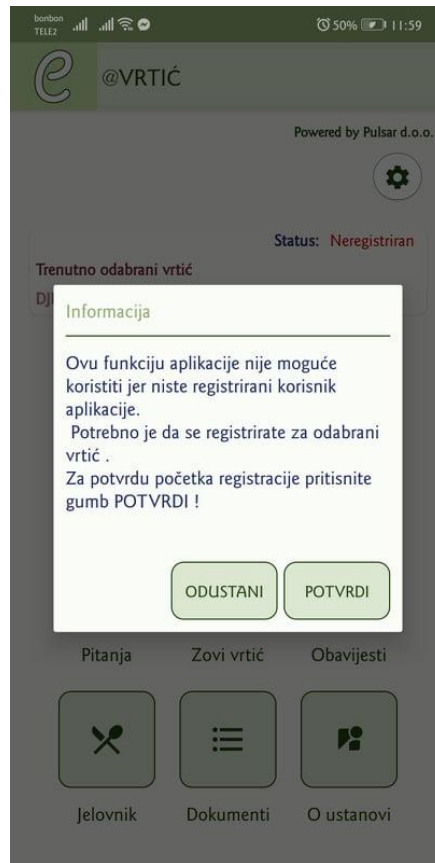 bonbon
TELE2
50% 11:59
e @VRTIĆ
Powered by Pulsar d.o.o.
Status: Neregistriran
Trenutno odabrani vrtić
Informacija
Ovu funkciju aplikacije nije moguće
koristiti jer niste registrirani korisnik
aplikacije.
Potrebno je da se registrirate za odabrani
vrtić .
Za potvrdu početka registracije pritisnite
gumb POTVRDI !
ODUSTANI POTVRDI
Pitanja Zovi vrtić Obavijesti
Jelovnik Dokumenti O ustanovi